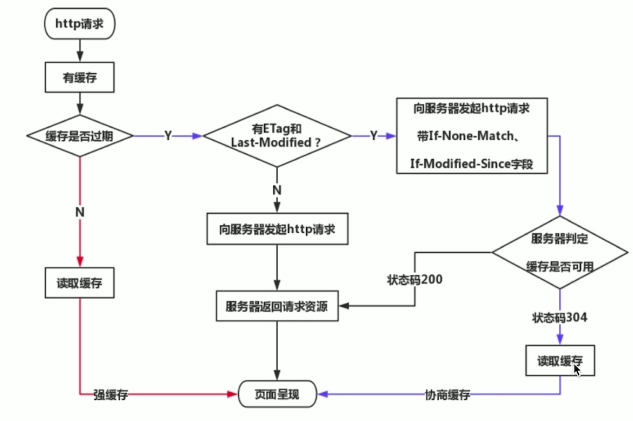 http请求
有缓存
缓存是否过期
Y
有ETag和
Last-Modified？
Y
向服务器发起http请求
带If-None-Match、
If-Modified-Since字段
N
N
向服务器发起http请求
服务器判定
缓存是否可用
读取缓存
状态码200
服务器返回请求资源
状态码304
读取缓存
强缓存
页面呈现
协商缓存